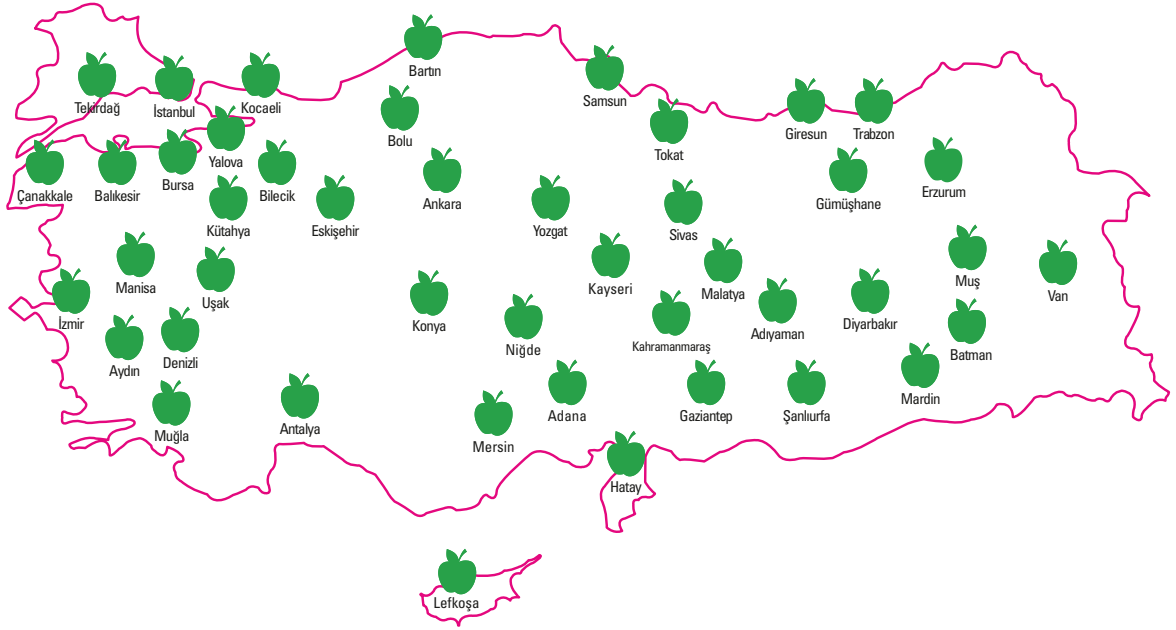 Bartın
Tekirdağ
İstanbul
Kocaeli
Samsun
Giresun
Trabzon
Bolu
Tokat
Yalova
Bursa
Çanakkale
Balıkesir
Bilecik
Ankara
Erzurum
Gümüşhane
Kütahya
Eskişehir
Yozgat
Sivas
Manisa
Uşak
Kayseri
Malatya
Muş
Van
İzmir
Konya
Adıyaman
Diyarbakır
Niğde
Kahramanmaraş
Batman
Aydın
Denizli
Mardin
Adana
Gaziantep
Şanlıurfa
Muğla
Antalya
Mersin
Hatay
Lefkoşa